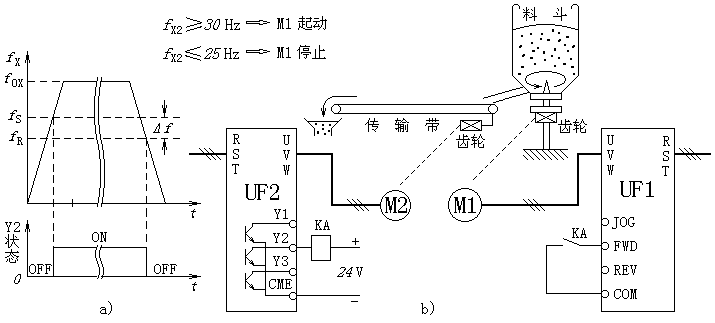 fX2≥30 Hz ⟹ M1 起动
fX2≤25 Hz ⟹ M1 停止
料 斗
fX
fOX
fS
fR
Δf
t
Y2
状态
0
OFF
ON
OFF
t
a)
传 输 带
齿轮
齿轮
R
S
T
UF2
U
V
W
M2
M1
U
V
W
UF1
R
S
T
Y1
Y2
Y3
CME
KA
+
24V
−
b)
KA
JOG
FWD
REV
COM